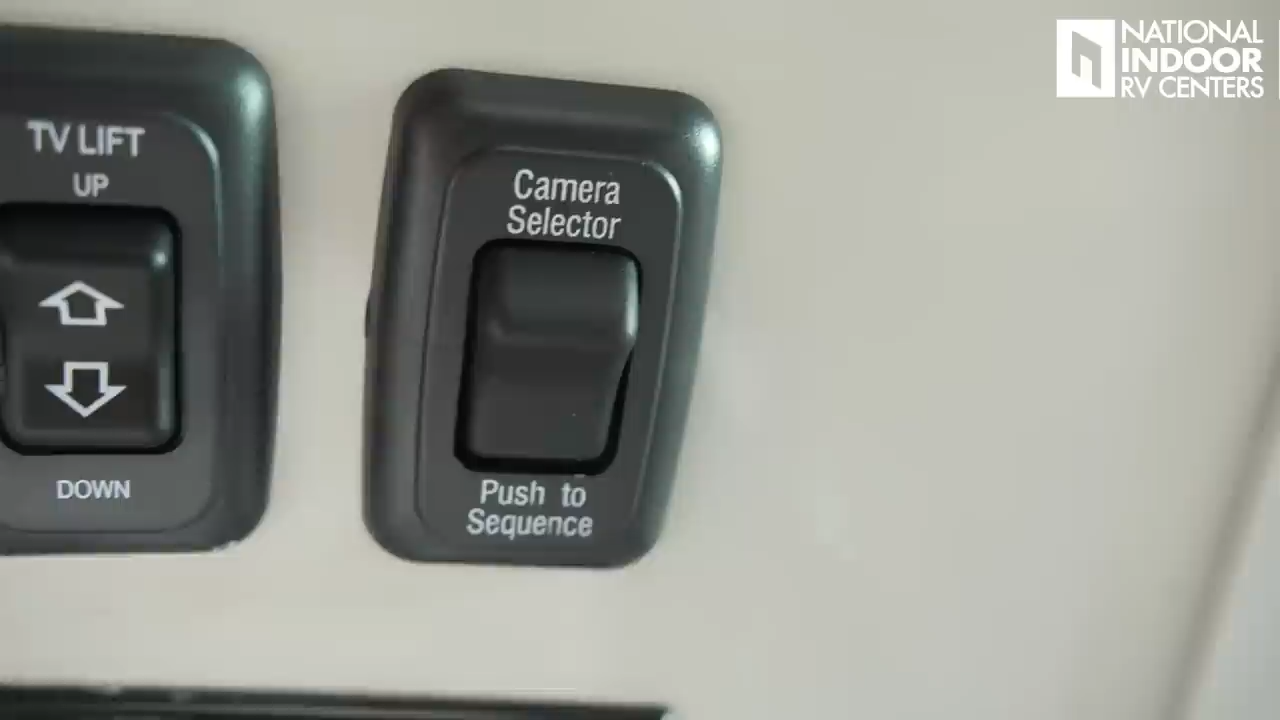 TV LIFT
UP
DOWN
Camera
Selector
Push to
Sequence
NATIONAL
INDOOR
RV CENTERS